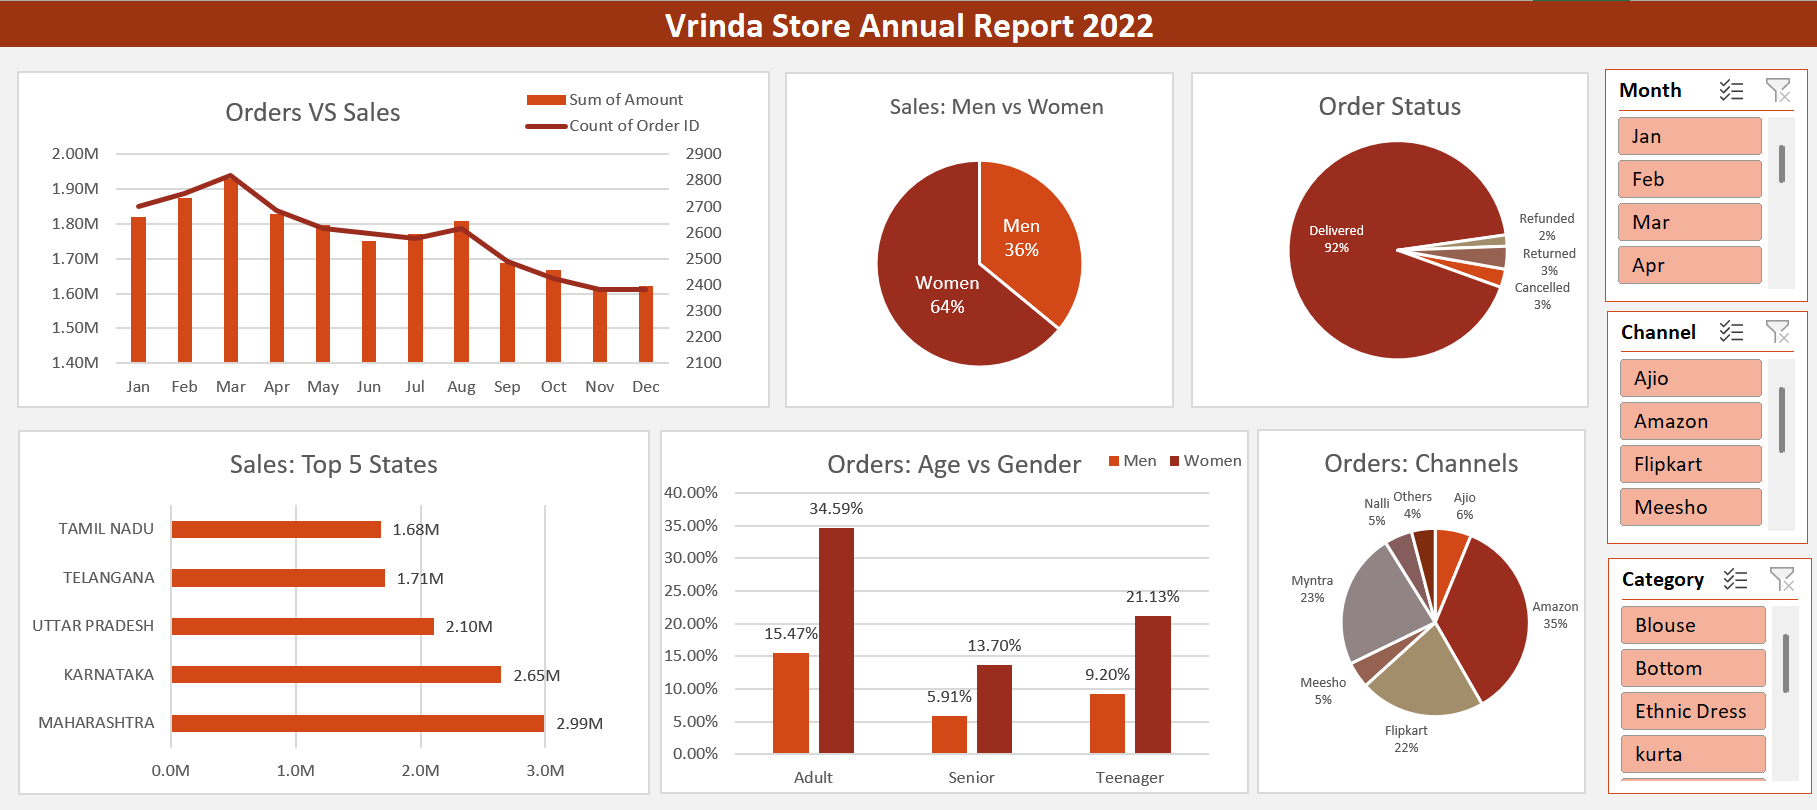 Vrinda Store Annual Report 2022
Orders VS Sales
Sum of Amount
Count of Order ID
2.00M
1.90M
1.80M
1.70M
1.60M
1.50M
1.40M
2900
2800
2700
2600
2500
2400
2300
2200
2100
Jan Feb Mar Apr May Jun Jul Aug Sep Oct Nov Dec
Sales: Men vs Women
Men
36%
Women
64%
Order Status
Delivered
92%
Refunded
2%
Returned
3%
Cancelled
3%
Month
Jan
Feb
Mar
Apr
Channel
Ajio
Amazon
Flipkart
Meesho
Category
Blouse
Bottom
Ethnic Dress
kurta
Sales: Top 5 States
TAMIL NADU 1.68M
TELANGANA 1.71M
UTTAR PRADESH 2.10M
KARNATAKA 2.65M
MAHARASHTRA 2.99M
0.0M 1.0M 2.0M 3.0M
Orders: Age vs Gender
Men Women
40.00%
35.00%
30.00%
25.00%
20.00%
15.00%
10.00%
5.00%
0.00%
15.47% 34.59%
5.91% 13.70%
9.20% 21.13%
Adult Senior Teenager
Orders: Channels
Nalli
5%
Others
4%
Ajio
6%
Myntra
23%
Amazon
35%
Meesho
5%
Flipkart
22%